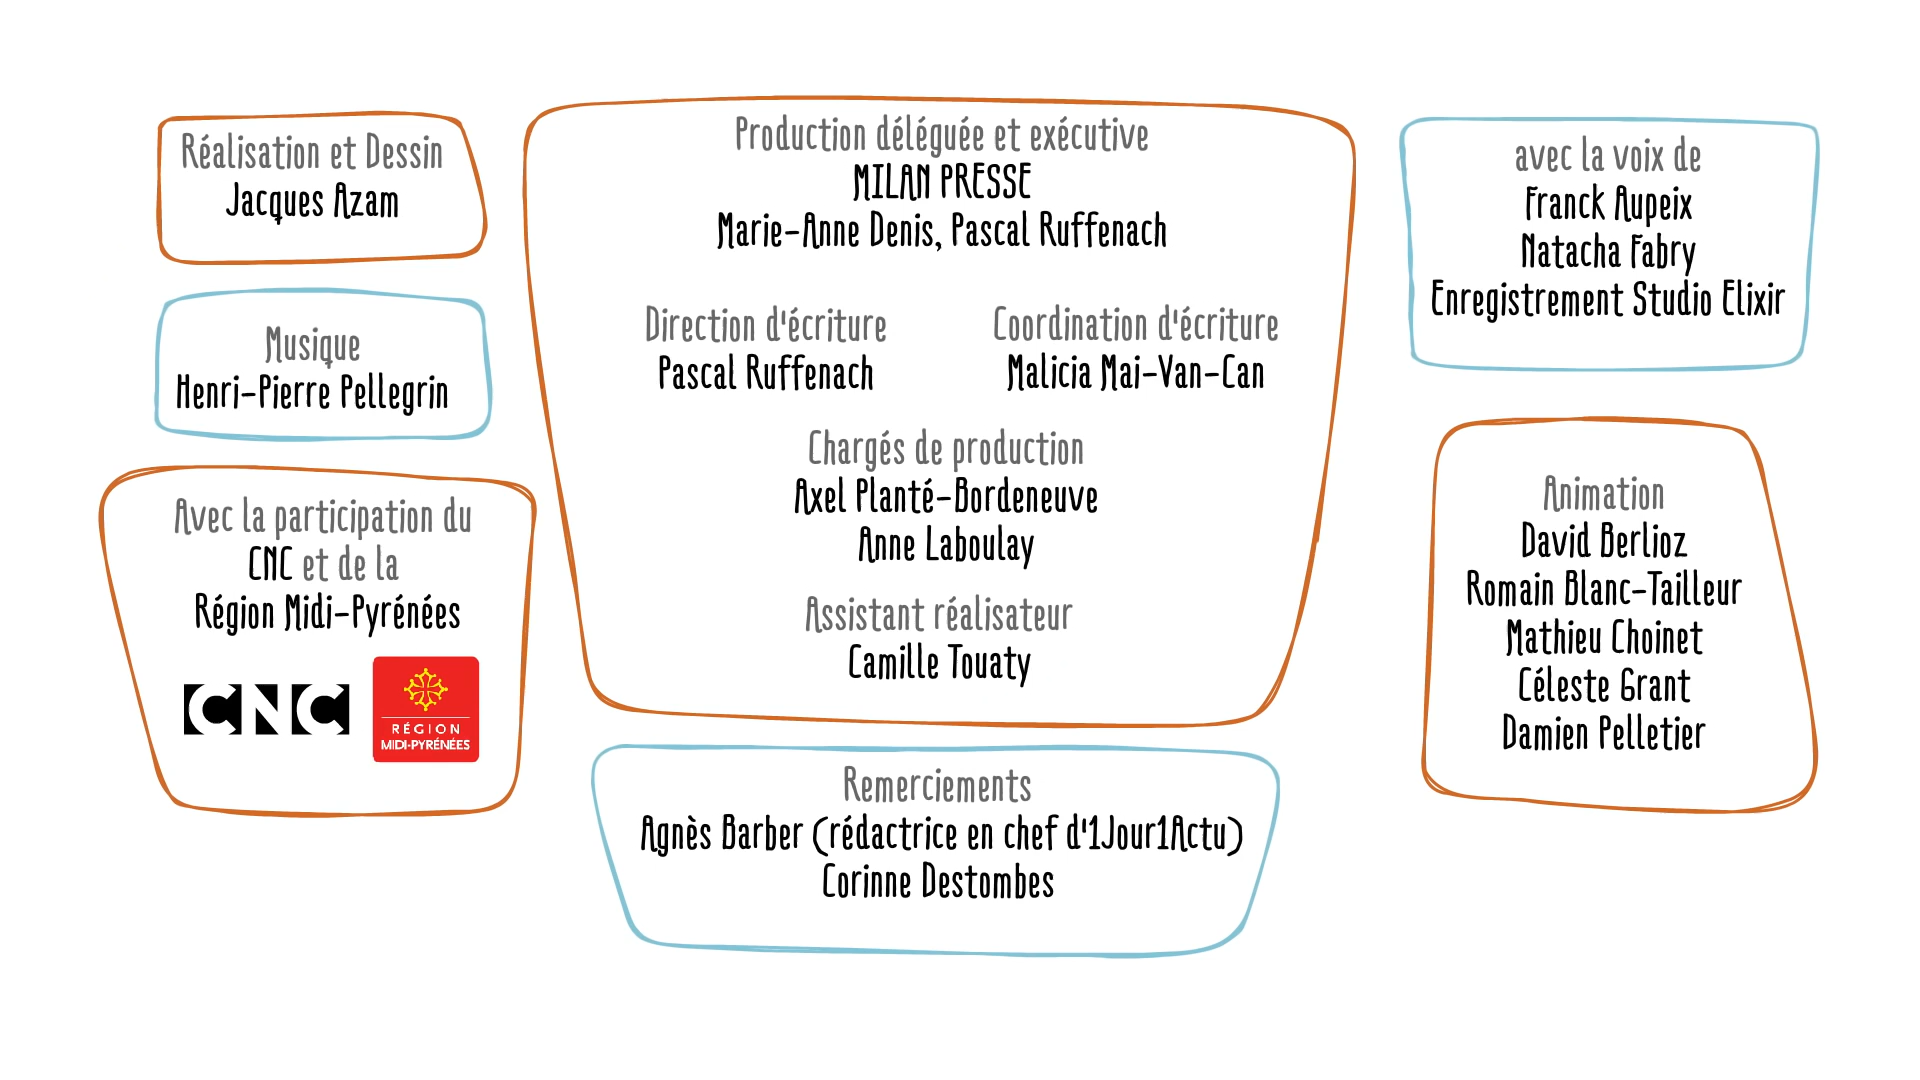 Réalisation et Dessin
Jacques Azam
Musique
Henri-Pierre Pellegrin
Avec la participation du
CNC et de la
Région Midi-Pyrénées
CNC
RÉGION
MIDI-PYRÉNÉES
Production déléguée et exécutive
MILAN PRESSE
Marie-Anne Denis, Pascal Ruffenach
Direction d'écriture
Pascal Ruffenach
Coordination d'écriture
Malicia Mai-Van-Can
Chargés de production
Axel Planté-Bordeneuve
Anne Laboulay
Assistant réalisateur
Camille Touaty
Remerciements
Agnès Barber (rédactrice en chef d'1Jour1Actu)
Corinne Destombes
avec la voix de
Franck Aupeix
Natacha Fabry
Enregistrement Studio Elixir
Animation
David Berlioz
Romain Blanc-Tailleur
Mathieu Choinet
Céleste Grant
Damien Pelletier